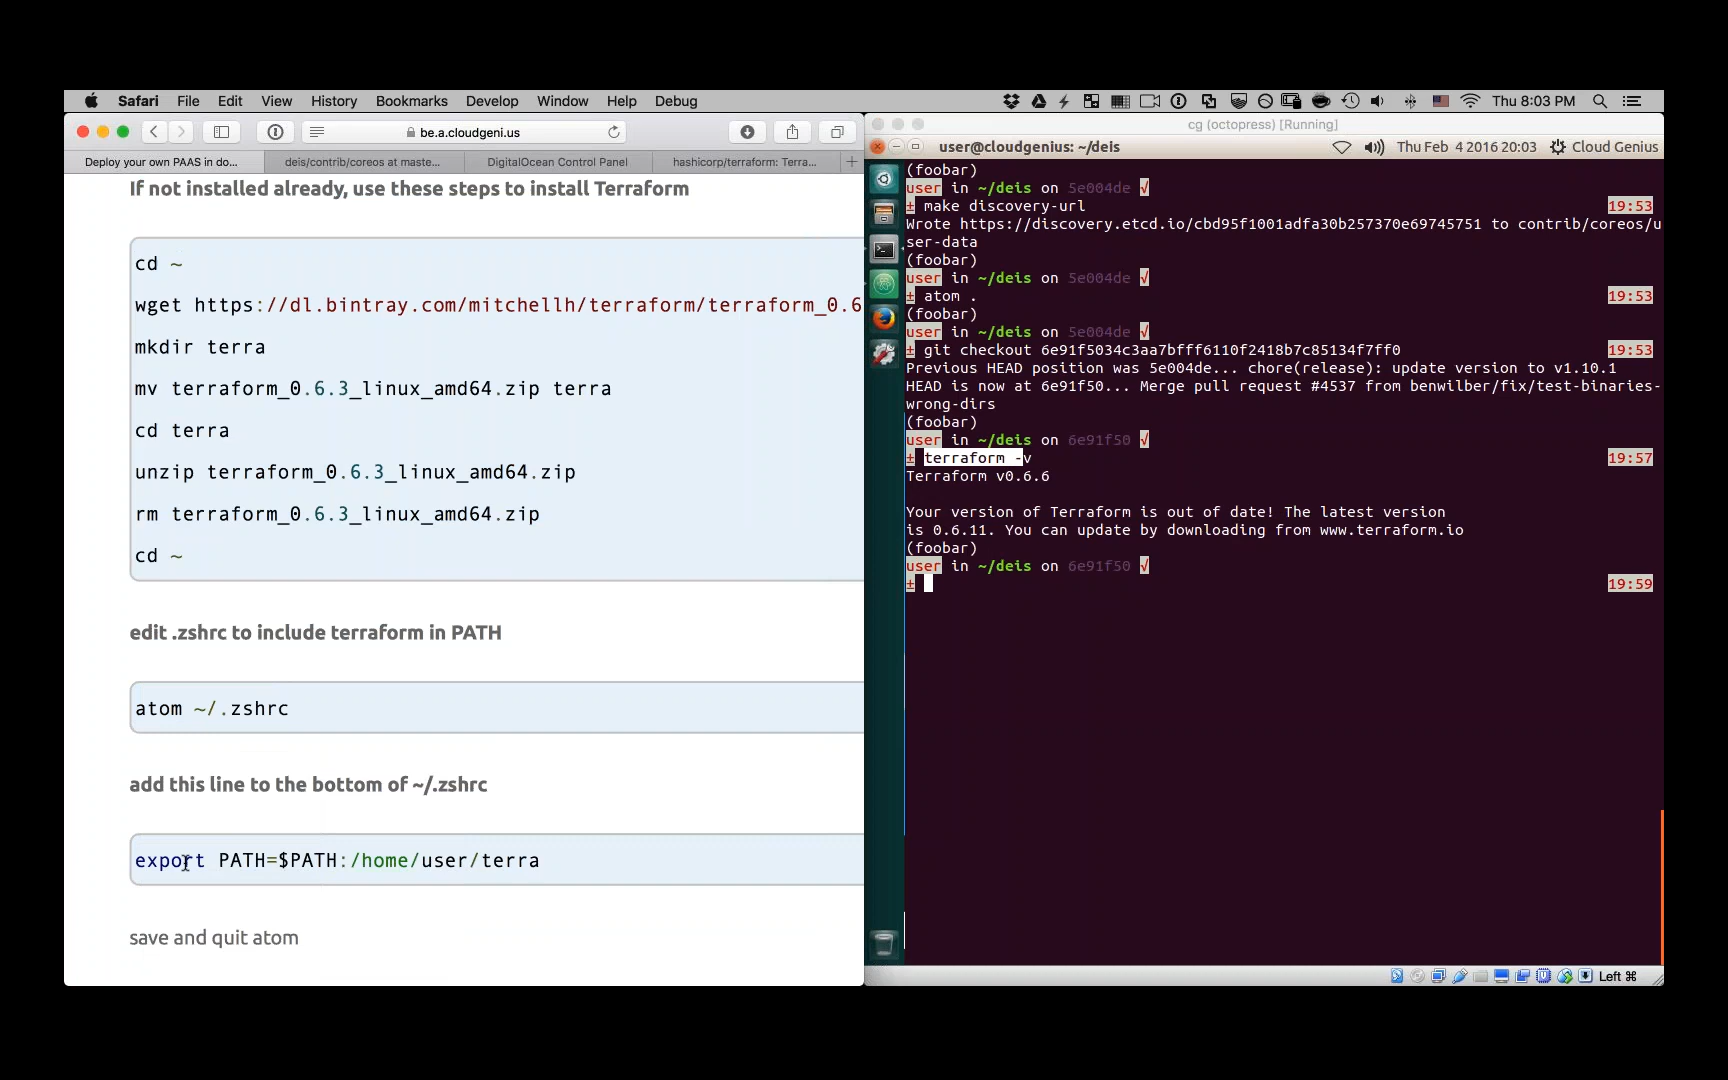 Safari File Edit View History Bookmarks Develop Window Help Debug
Thu 8:03 PM
be.a.cloudgeni.us
Deploy your own PAAS in do...
deis/contrib/coreos at maste...
DigitalOcean Control Panel
hashicorp/terraform: Terra...
If not installed already, use these steps to install Terraform
cd ~
wget https://dl.bintray.com/mitchellh/terraform/terraform_0.6
mkdir terra
mv terraform_0.6.3_linux_amd64.zip terra
cd terra
unzip terraform_0.6.3_linux_amd64.zip
rm terraform_0.6.3_linux_amd64.zip
cd ~
edit .zshrc to include terraform in PATH
atom ~/.zshrc
add this line to the bottom of ~/.zshrc
export PATH=$PATH:/home/user/terra
save and quit atom
cg (octopress) [Running]
user@cloudgenius: ~/deis
Thu Feb 4 2016 20:03
Cloud Genius
(foobar)
user in ~/deis on 5e004de √
± make discovery-url 19:53
Wrote https://discovery.etcd.io/cbd95f1001adfa30b257370e69745751 to contrib/coreos/u
ser-data
(foobar)
user in ~/deis on 5e004de √
± atom . 19:53
(foobar)
user in ~/deis on 5e004de √
± git checkout 6e91f5034c3aa7bfff6110f2418b7c85134f7ff0 19:53
Previous HEAD position was 5e004de... chore(release): update version to v1.10.1
HEAD is now at 6e91f50... Merge pull request #4537 from benwilber/fix/test-binaries-
wrong-dirs
(foobar)
user in ~/deis on 6e91f50 √
± terraform -v 19:57
Terraform v0.6.6
Your version of Terraform is out of date! The latest version
is 0.6.11. You can update by downloading from www.terraform.io
(foobar)
user in ~/deis on 6e91f50 √
± 19:59
Left ⌘